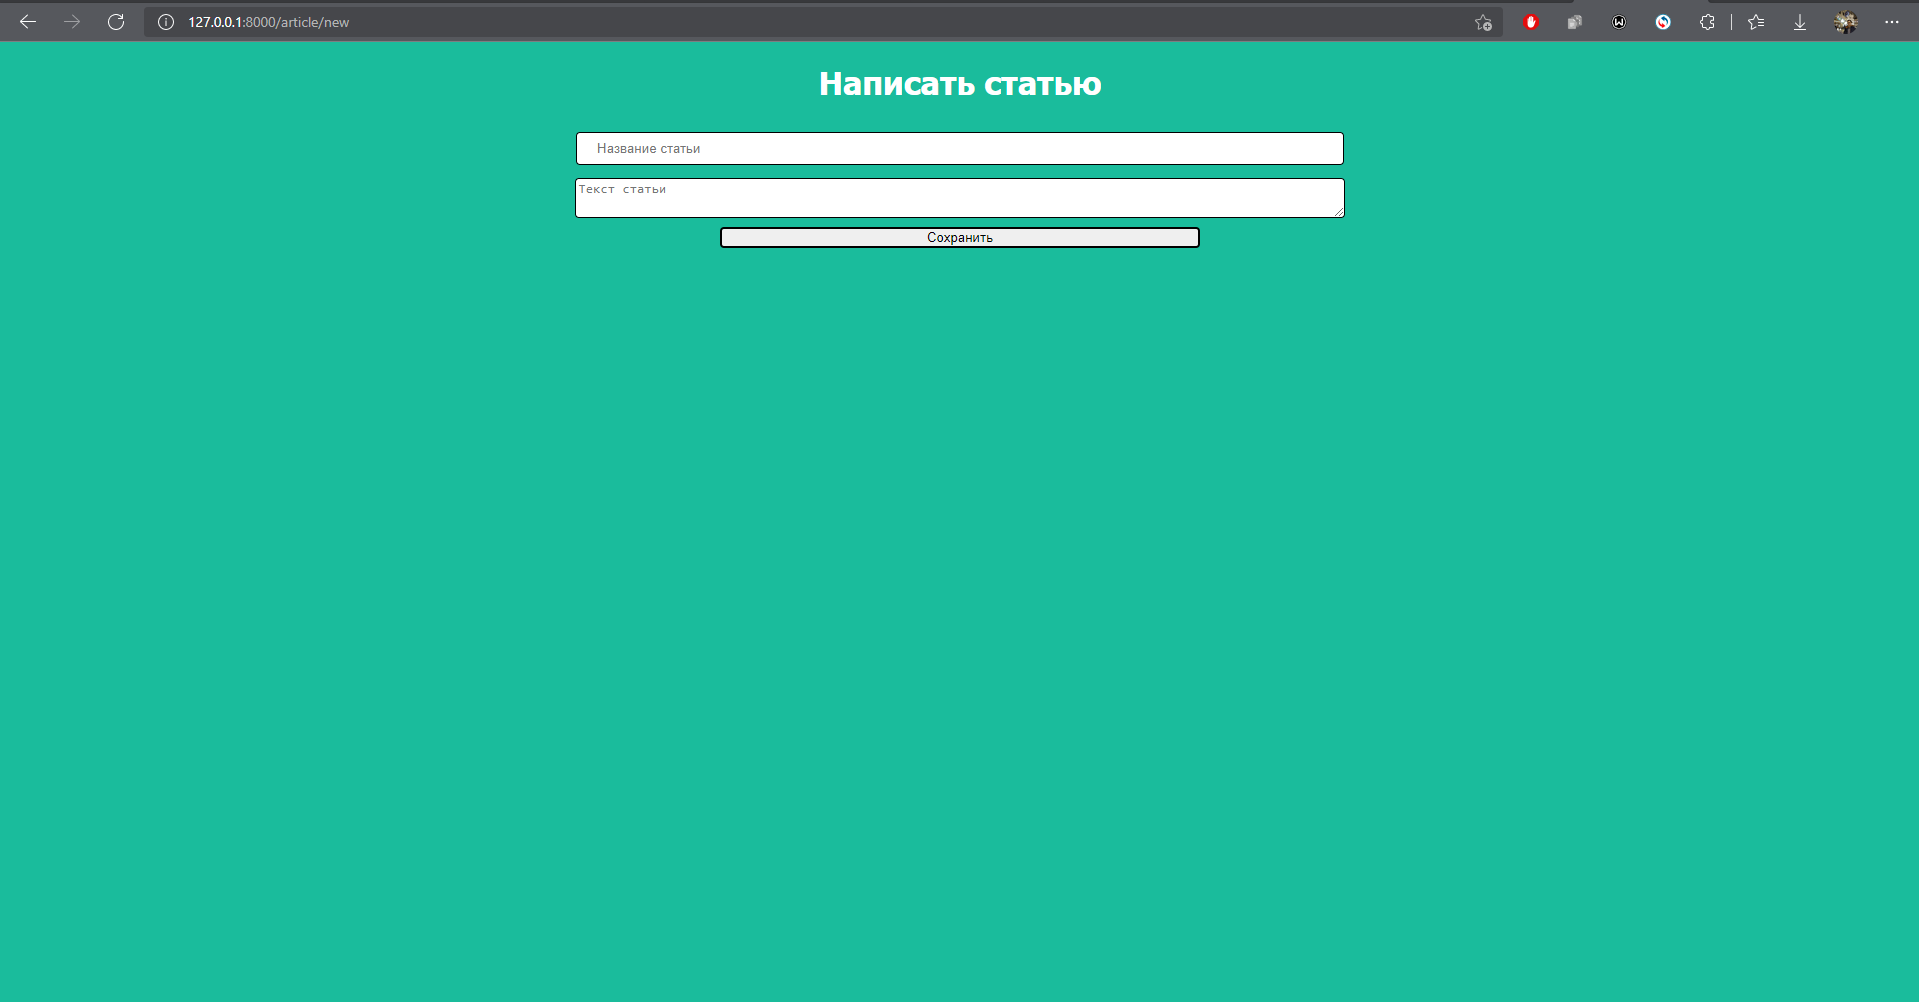 127.0.0.1:8000/article/new
Написать статью
Название статьи
Текст статьи
Сохранить